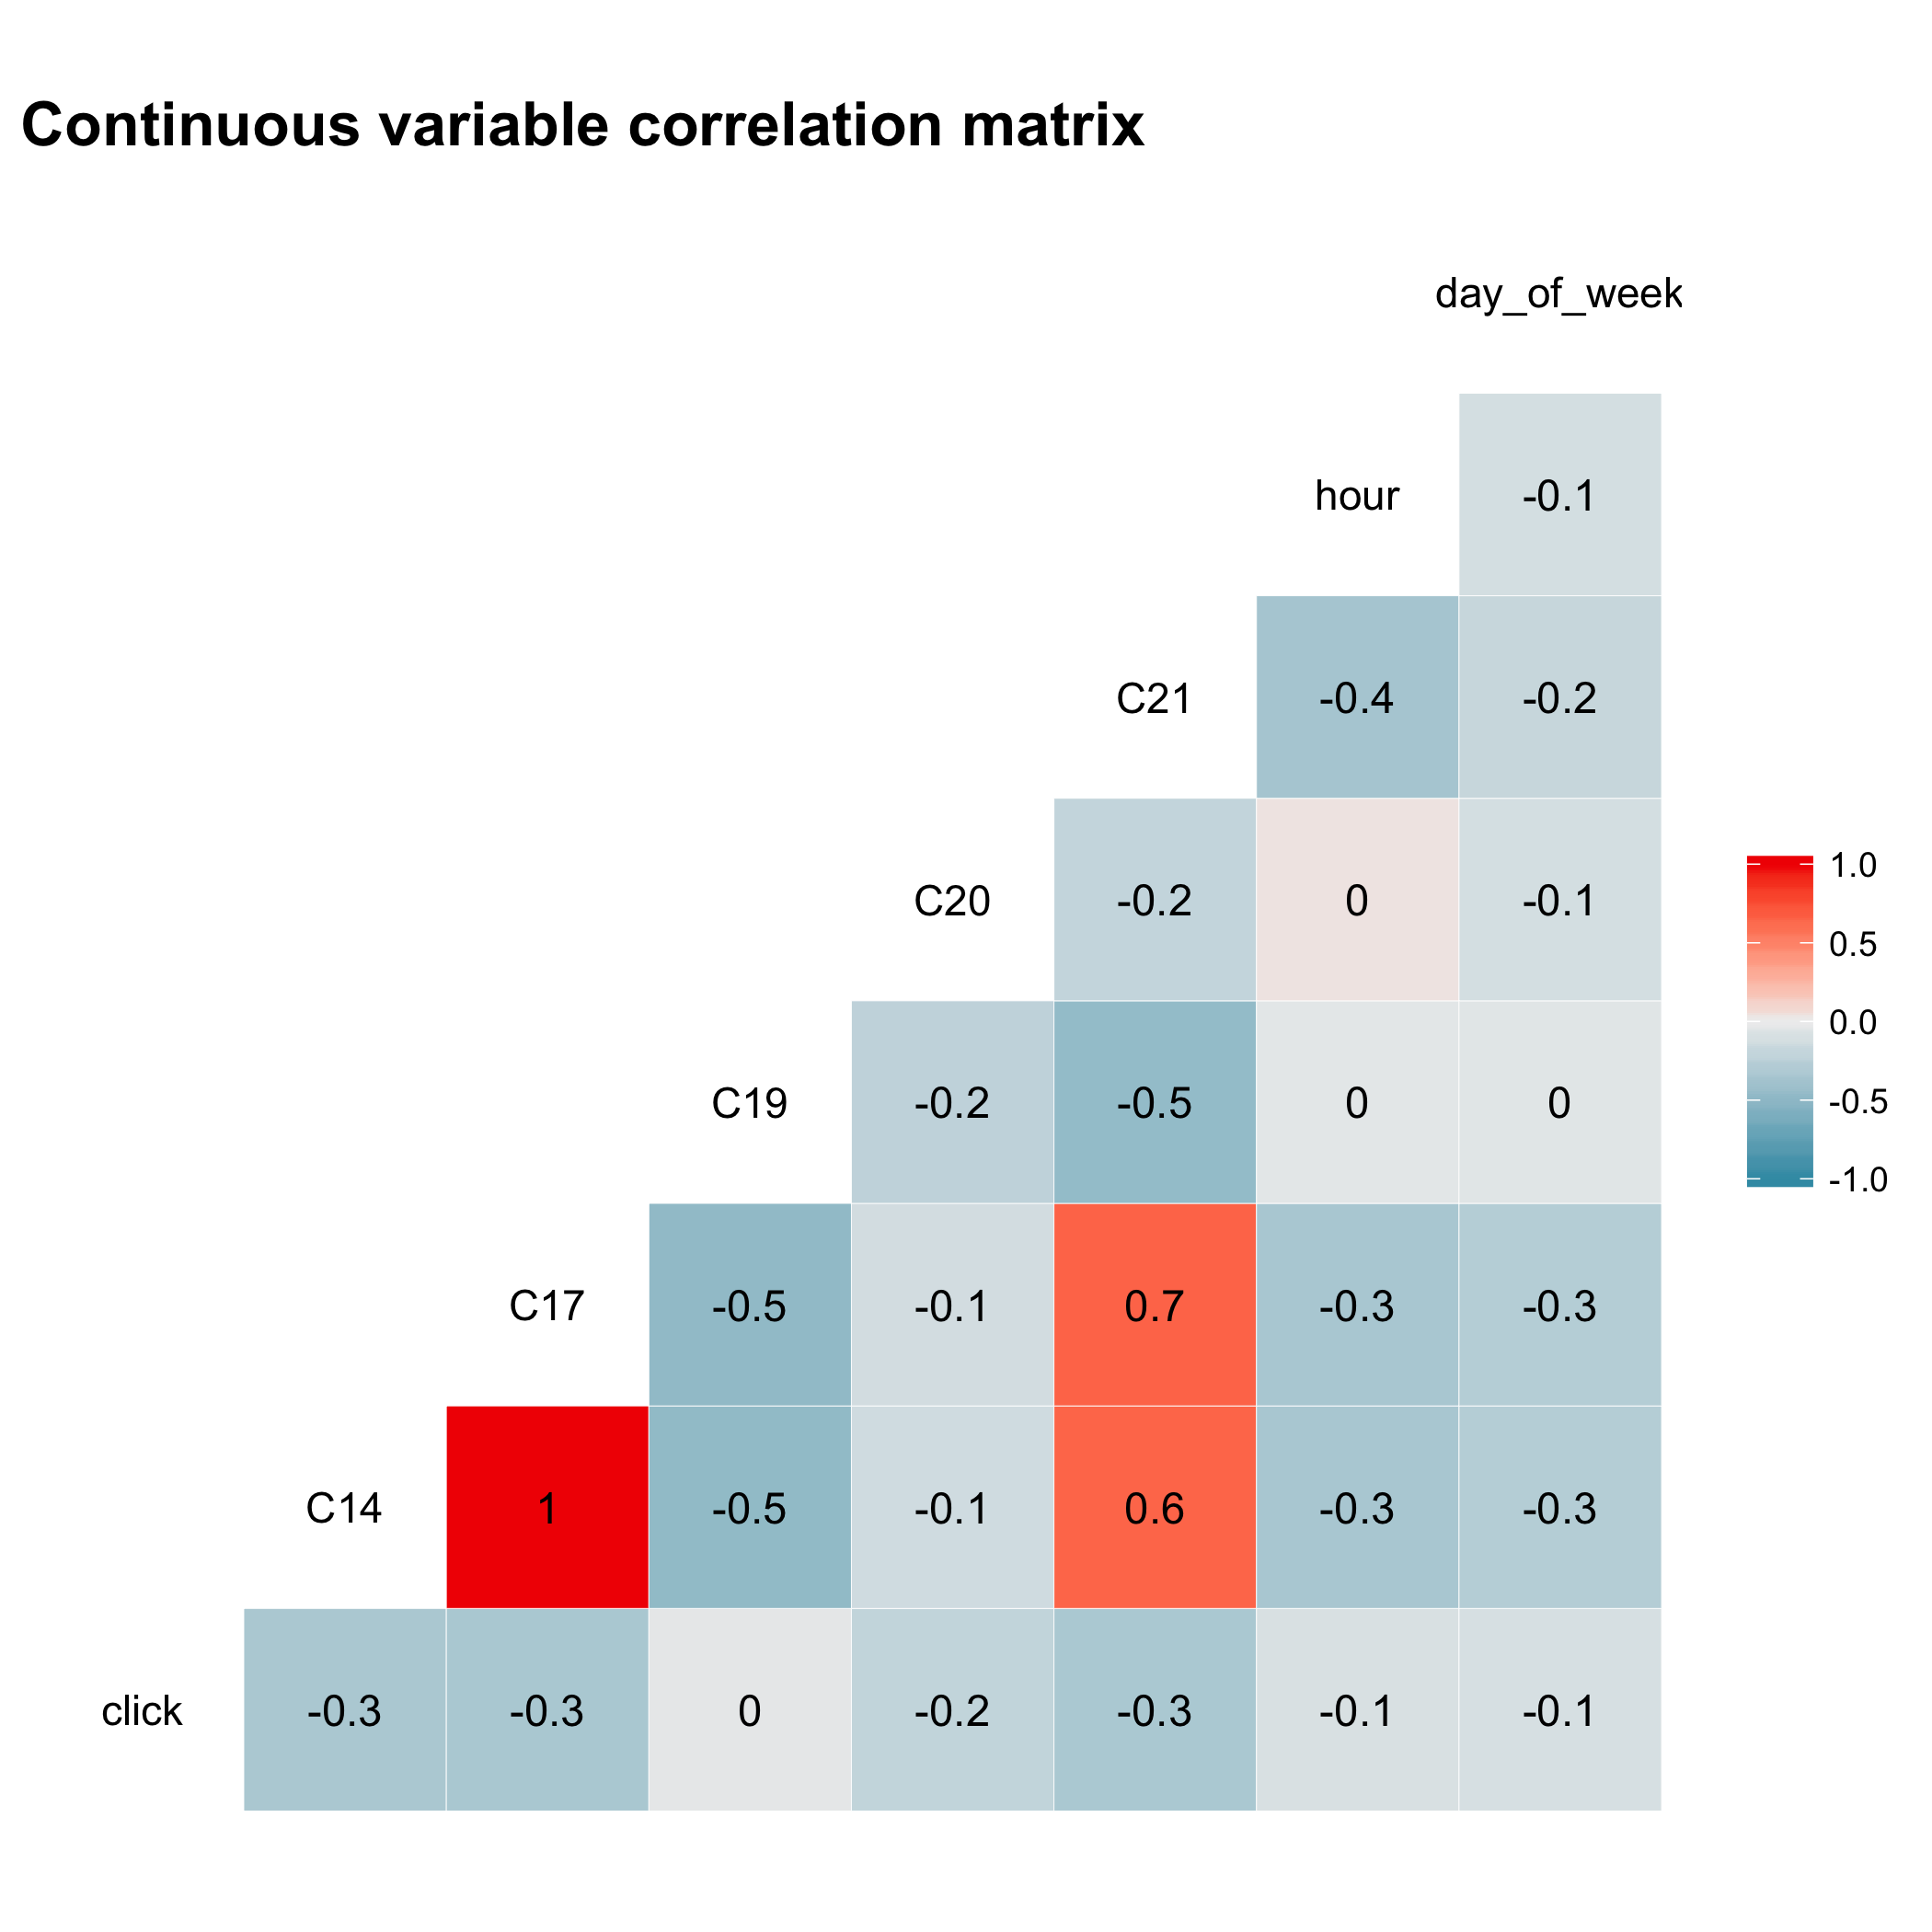 Continuous variable correlation matrix
day_of_week
hour -0.1
C21 -0.4 -0.2
C20 -0.2 0 -0.1
C19 -0.2 -0.5 0 0
C17 -0.5 -0.1 0.7 -0.3 -0.3
C14 1 -0.5 -0.1 0.6 -0.3 -0.3
click -0.3 -0.3 0 -0.2 -0.3 -0.1 -0.1
1.0
0.5
0.0
-0.5
-1.0